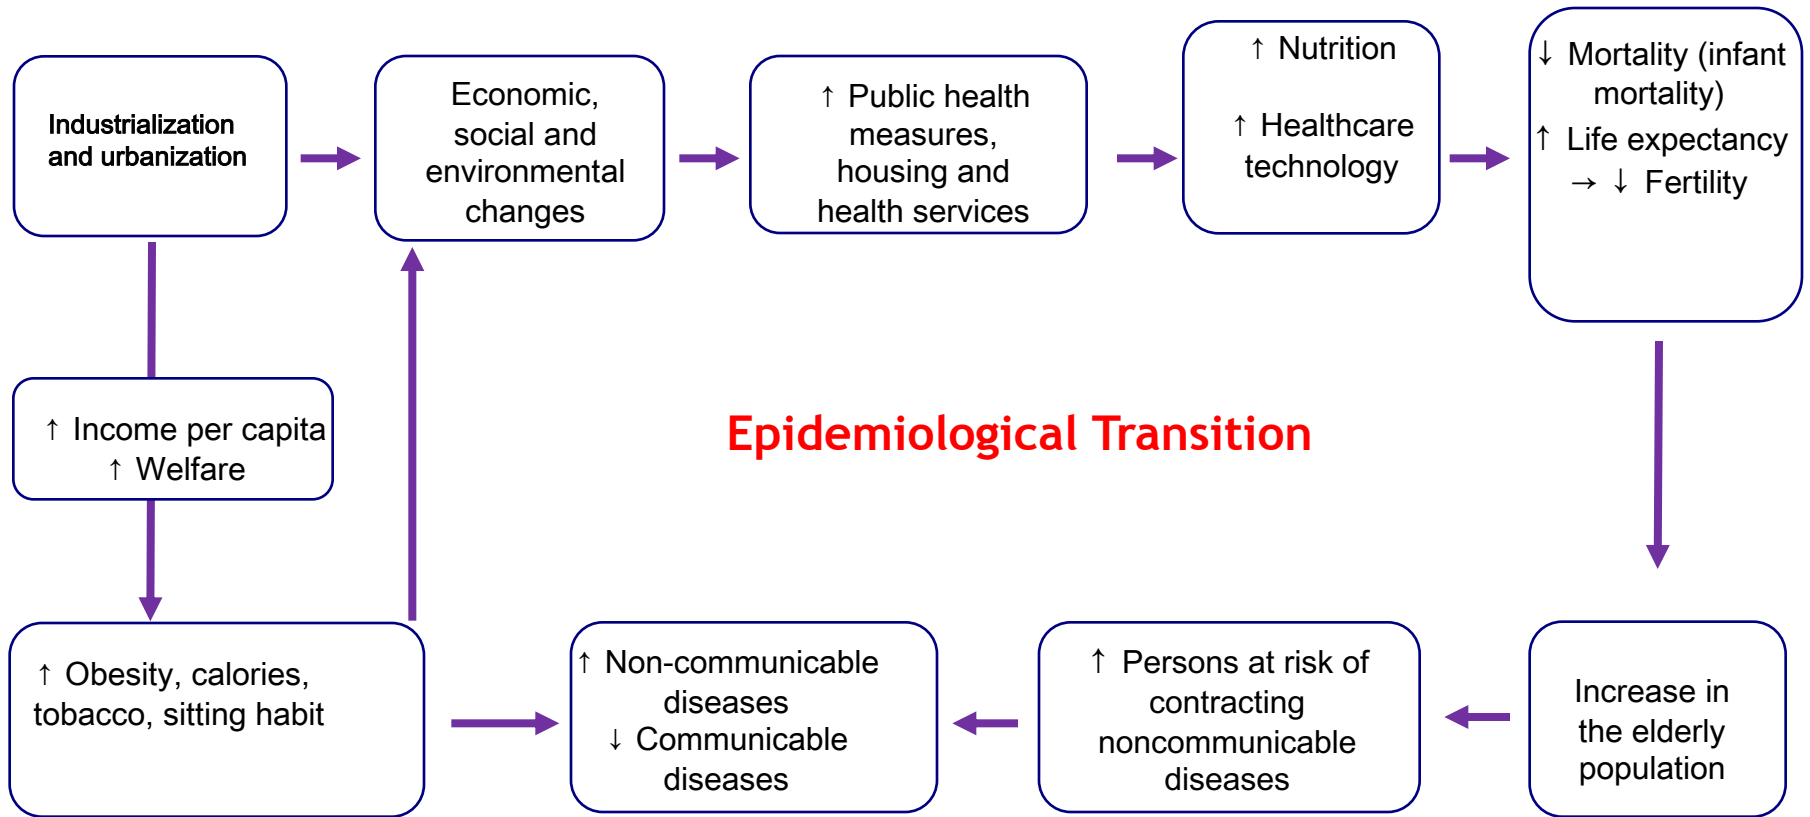 Industrialization
and urbanization
Economic,
social and
environmental
changes
↑ Public health
measures,
housing and
health services
↑ Nutrition
↑ Healthcare
technology
↓ Mortality (infant
mortality)
↑ Life expectancy
→ ↓ Fertility
↑ Income per capita
↑ Welfare
Epidemiological Transition
↑ Obesity, calories,
tobacco, sitting habit
↑ Non-communicable
diseases
↓ Communicable
diseases
↑ Persons at risk of
contracting
noncommunicable
diseases
Increase in
the elderly
population